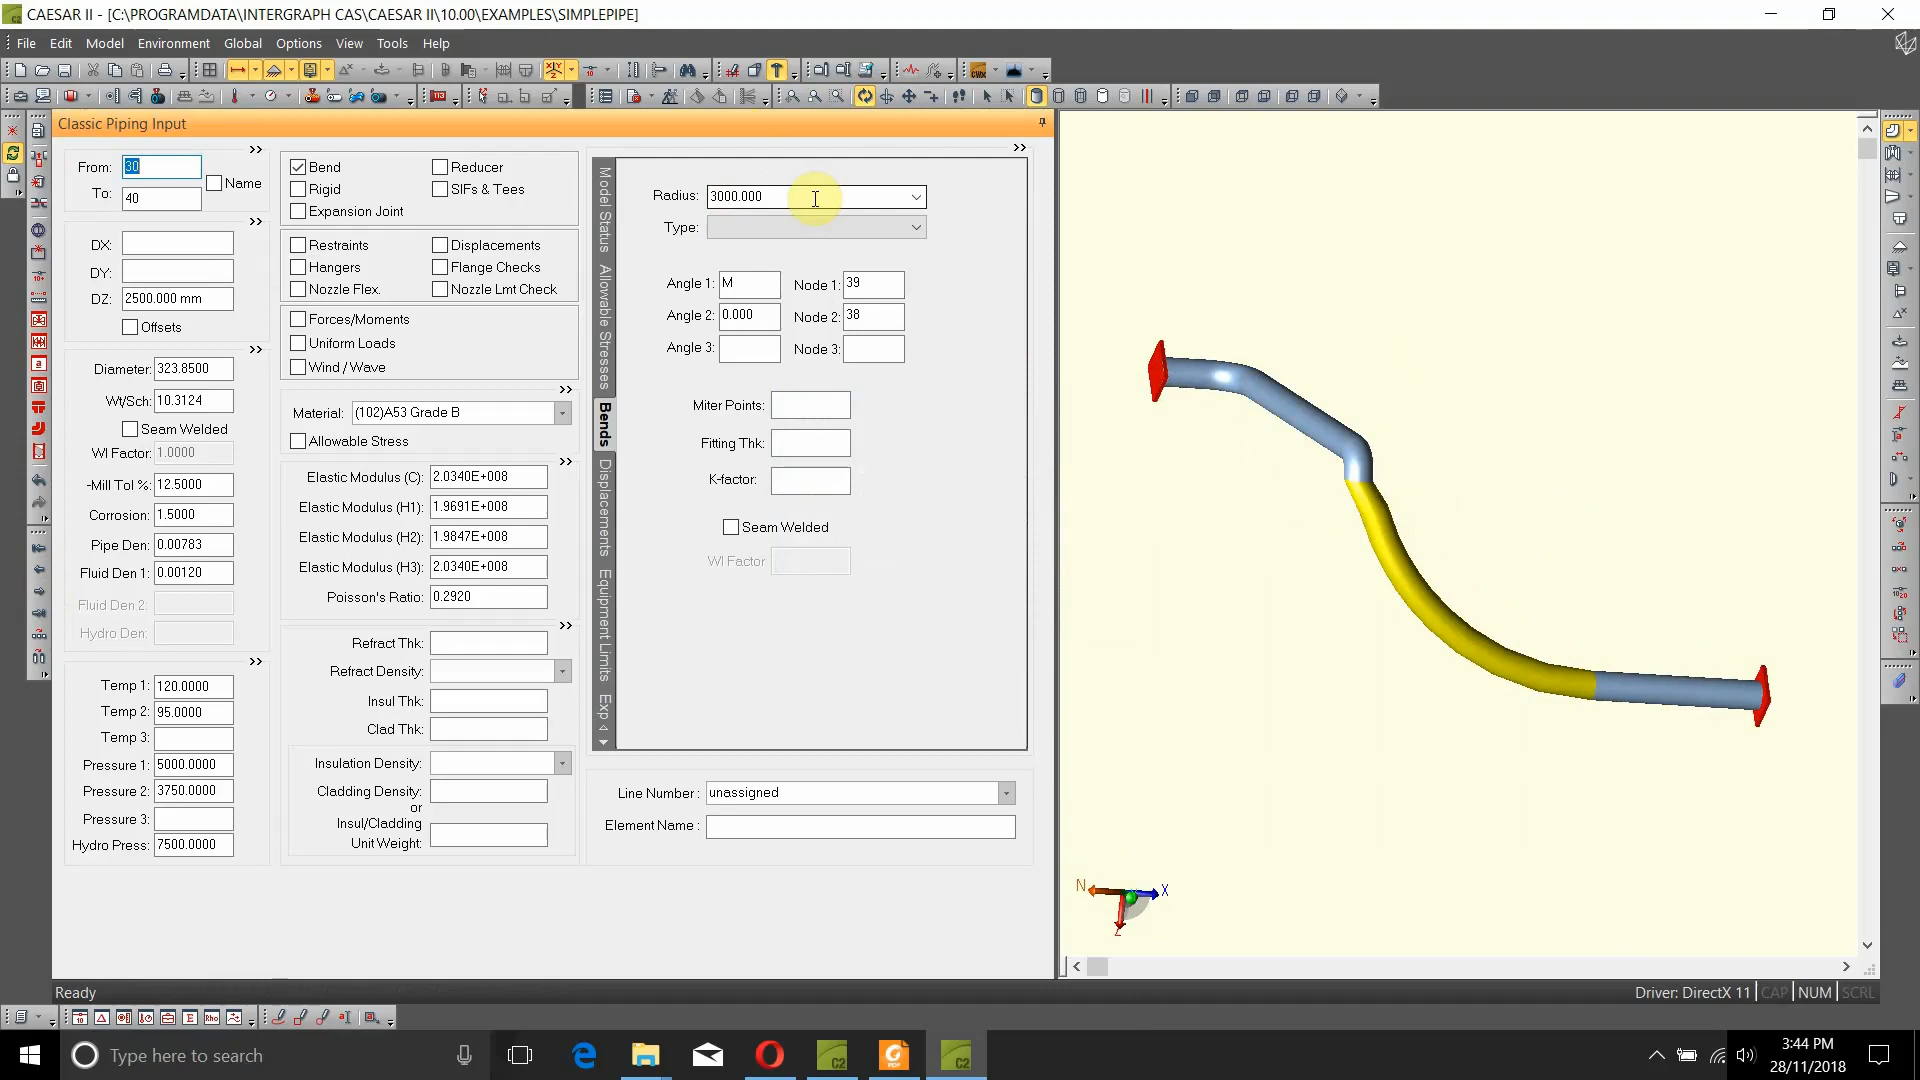 CAESAR II - [C:\PROGRAMDATA\INTERGRAPH CAS\CAESAR II\10.00\EXAMPLES\SIMPLEPIPE]
File Edit Model Environment Global Options View Tools Help
Classic Piping Input
From: 30
To: 40
Name
DX:
DY:
DZ: 2500.000 mm
Offsets
Diameter: 323.8500
Wt/Sch: 10.3124
Seam Welded
WI Factor: 1.0000
-Mill Tol %: 12.5000
Corrosion: 1.5000
Pipe Den: 0.00783
Fluid Den 1: 0.00120
Fluid Den 2:
Hydro Den:
Temp 1: 120.0000
Temp 2: 95.0000
Temp 3:
Pressure 1: 5000.0000
Pressure 2: 3750.0000
Pressure 3:
Hydro Press: 7500.0000
Bend Reducer
Rigid SIFs & Tees
Expansion Joint
Restraints Displacements
Hangers Flange Checks
Nozzle Flex. Nozzle Lmt Check
Forces/Moments
Uniform Loads
Wind / Wave
Material: (102)A53 Grade B
Allowable Stress
Elastic Modulus (C): 2.0340E+008
Elastic Modulus (H1): 1.9691E+008
Elastic Modulus (H2): 1.9847E+008
Elastic Modulus (H3): 2.0340E+008
Poisson's Ratio: 0.2920
Refract Thk:
Refract Density:
Insul Thk:
Clad Thk:
Insulation Density:
Cladding Density:
or
Insul/Cladding
Unit Weight:
Model Status
Allowable Stresses
Bends
Displacements
Equipment Limits
Exp
Radius: 3000.000
Type:
Angle 1: M Node 1: 39
Angle 2: 0.000 Node 2: 38
Angle 3: Node 3:
Miter Points:
Fitting Thk:
K-factor:
Seam Welded
WI Factor
Line Number: unassigned
Element Name:
N X
Z
Ready
Driver: DirectX 11 CAP NUM SCRL
Type here to search
3:44 PM
28/11/2018